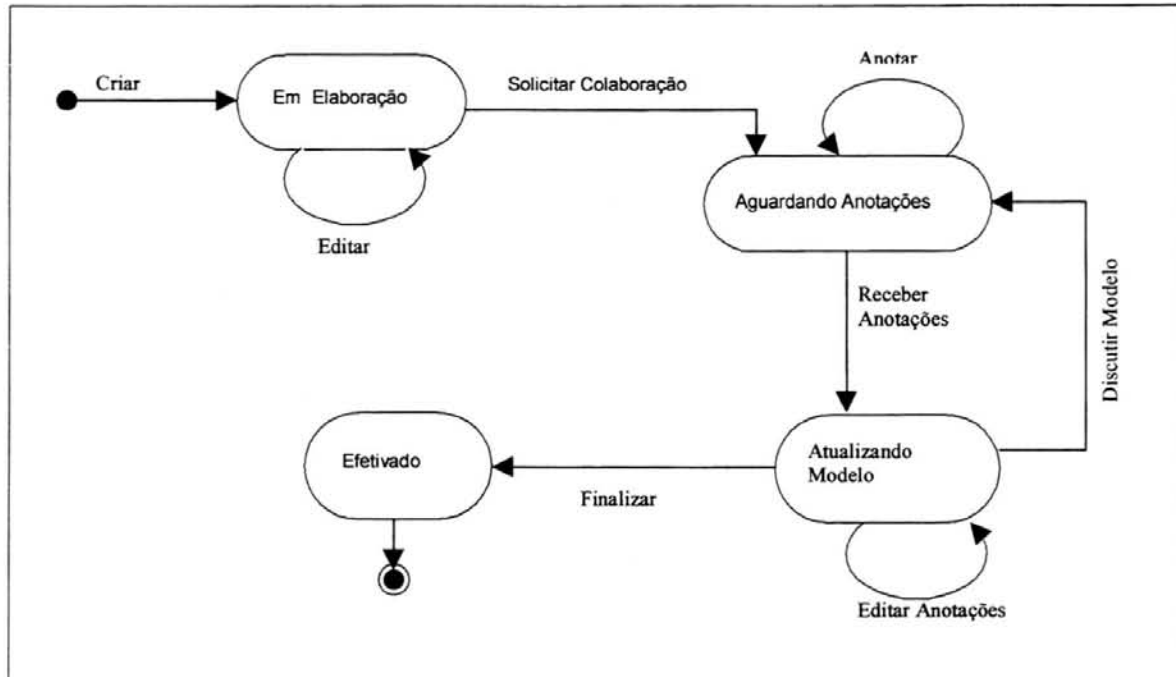 Criar
Em Elaboração
Solicitar Colaboração
Anotar
Editar
Aguardando Anotações
Receber
Anotações
Discutir Modelo
Efetivado
Atualizando
Modelo
Finalizar
Editar Anotações